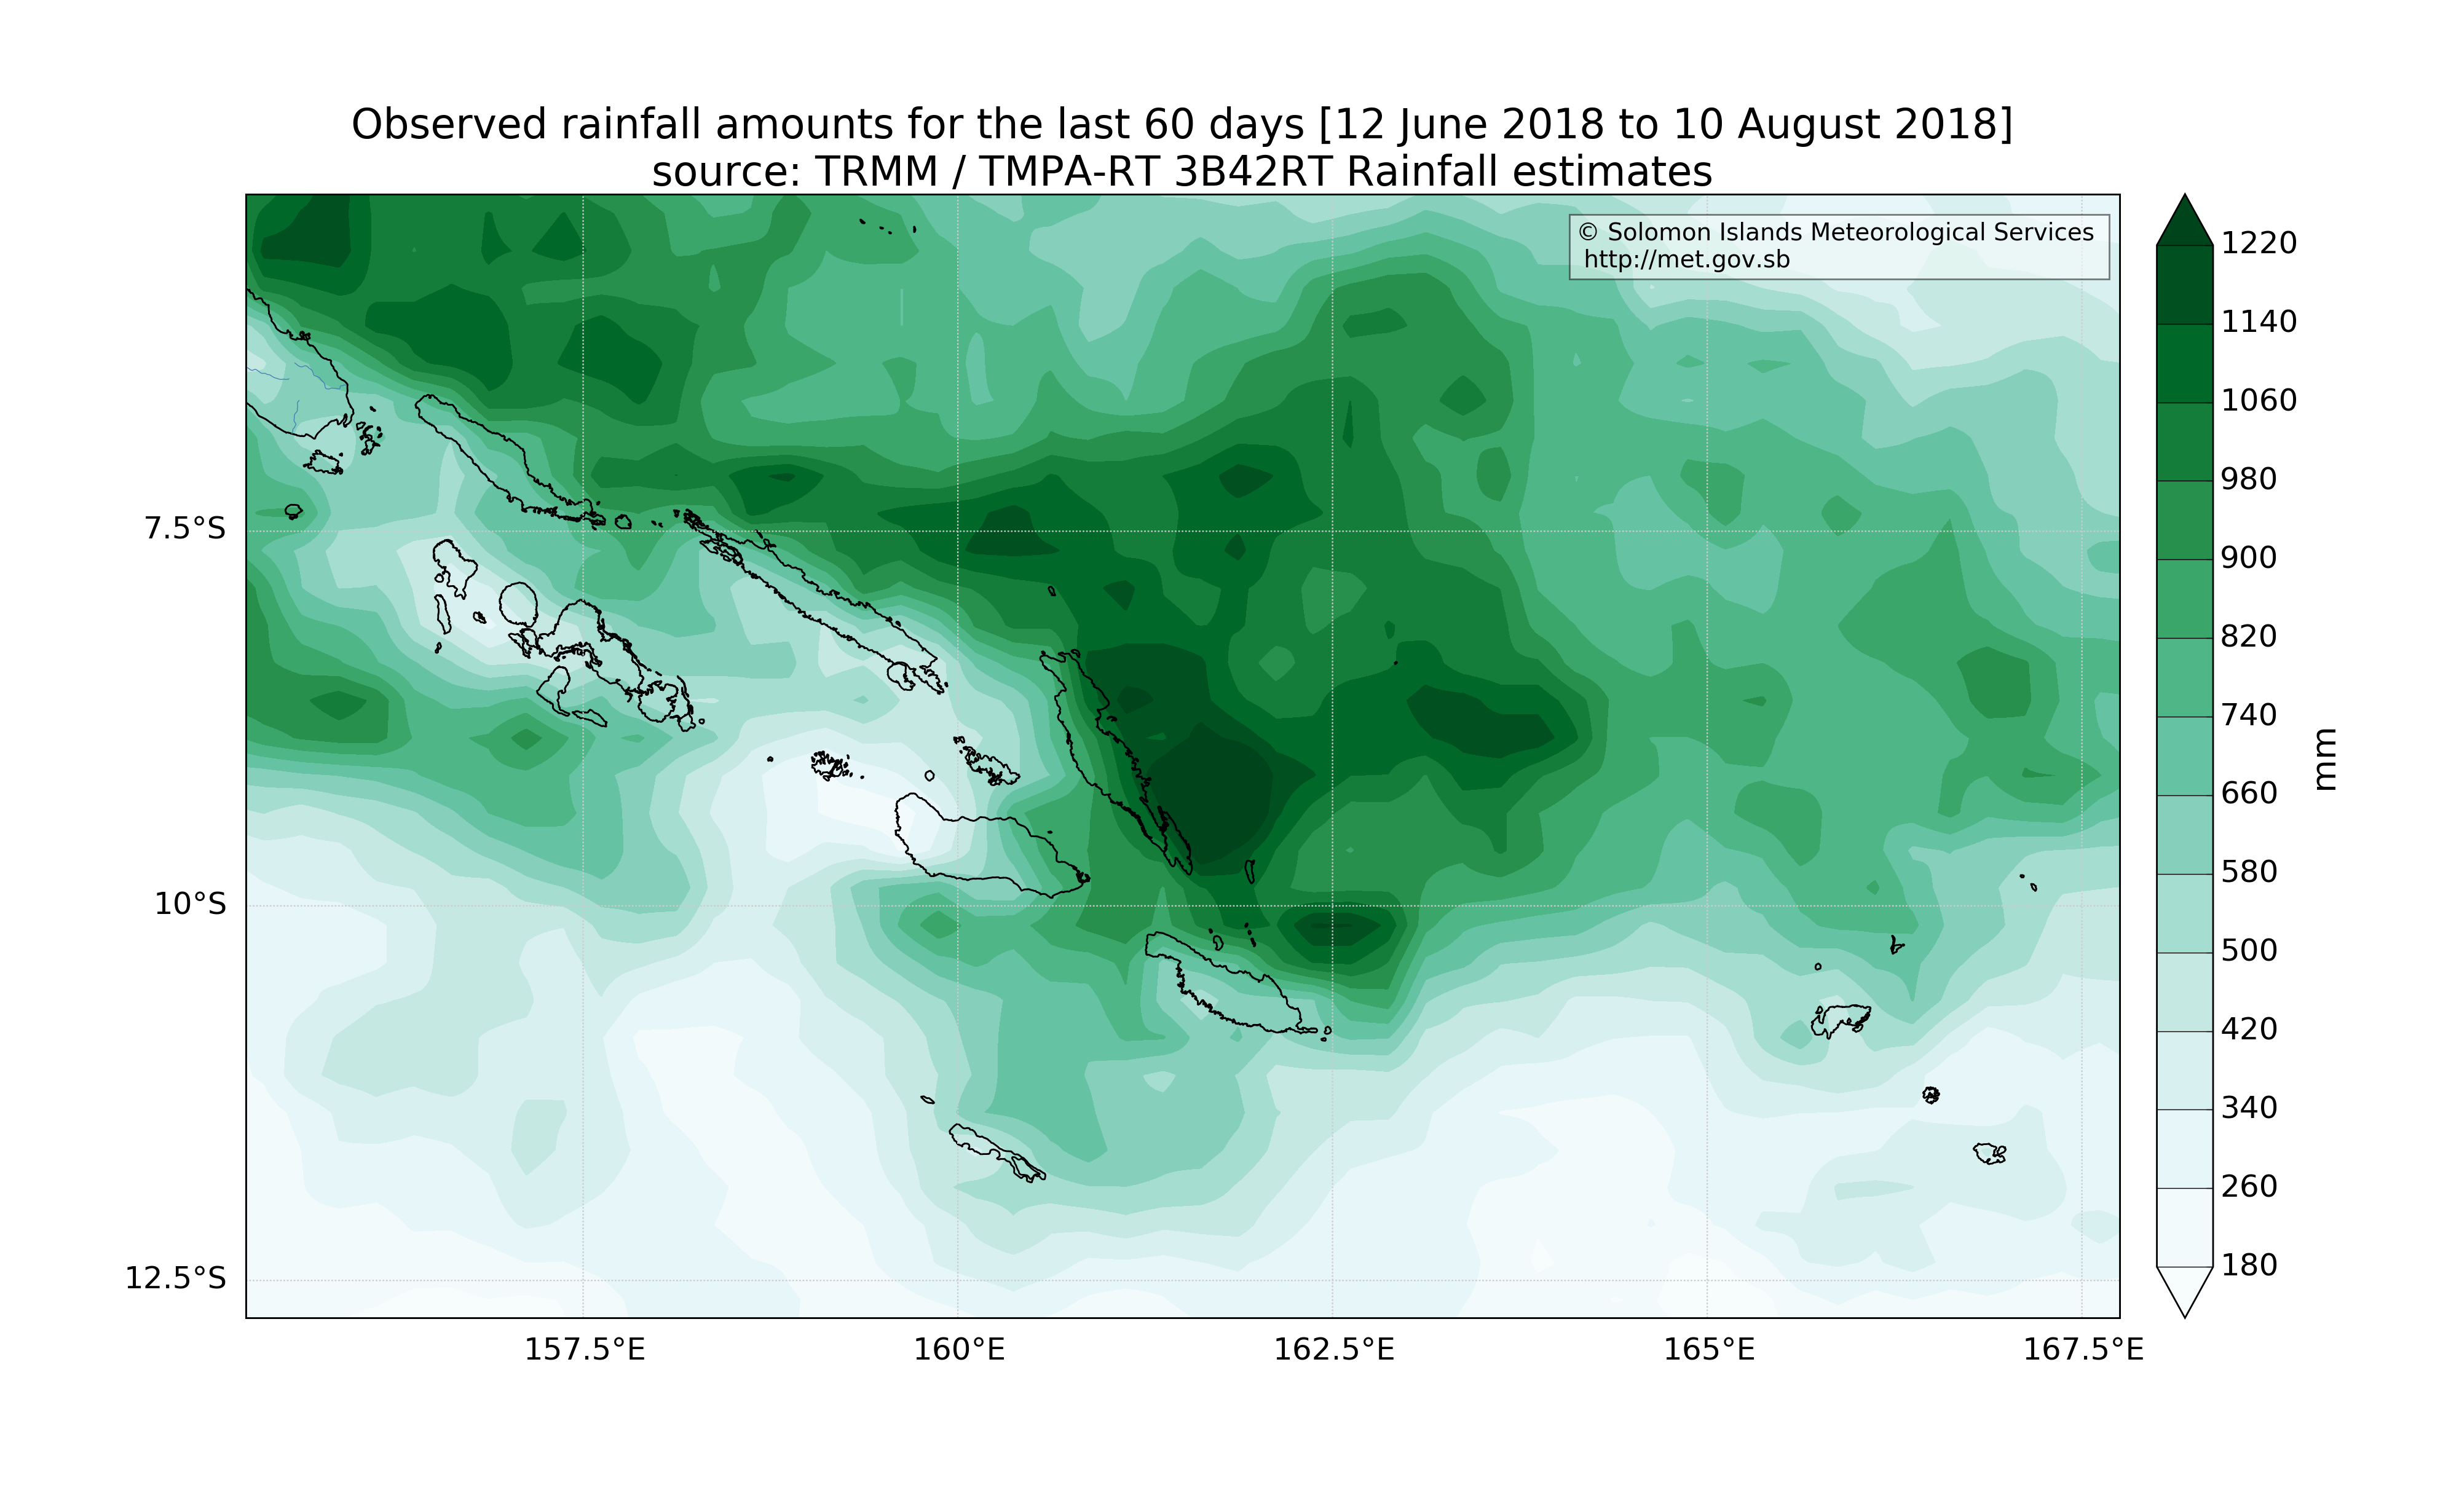 Observed rainfall amounts for the last 60 days [12 June 2018 to 10 August 2018]
source: TRMM / TMPA-RT 3B42RT Rainfall estimates
© Solomon Islands Meteorological Services
http://met.gov.sb
7.5°S
10°S
12.5°S
157.5°E
160°E
162.5°E
165°E
167.5°E
1220
1140
1060
980
900
820
740
660
580
500
420
340
260
180
mm